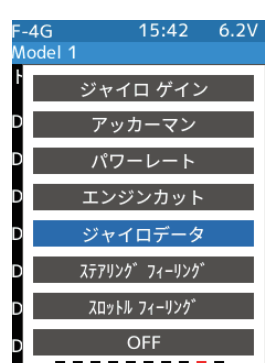 F-4G 15:42 6.2V
Model 1
ト
ジャイロ ゲイン
D
アッカーマン
D
パワーレート
D
エンジンカット
D
ジャイロデータ
D
ｽﾃｱﾘﾝｸﾞ ﾌｨｰﾘﾝｸﾞ
D
ｽﾛｯﾄﾙ ﾌｨｰﾘﾝｸﾞ
D
OFF